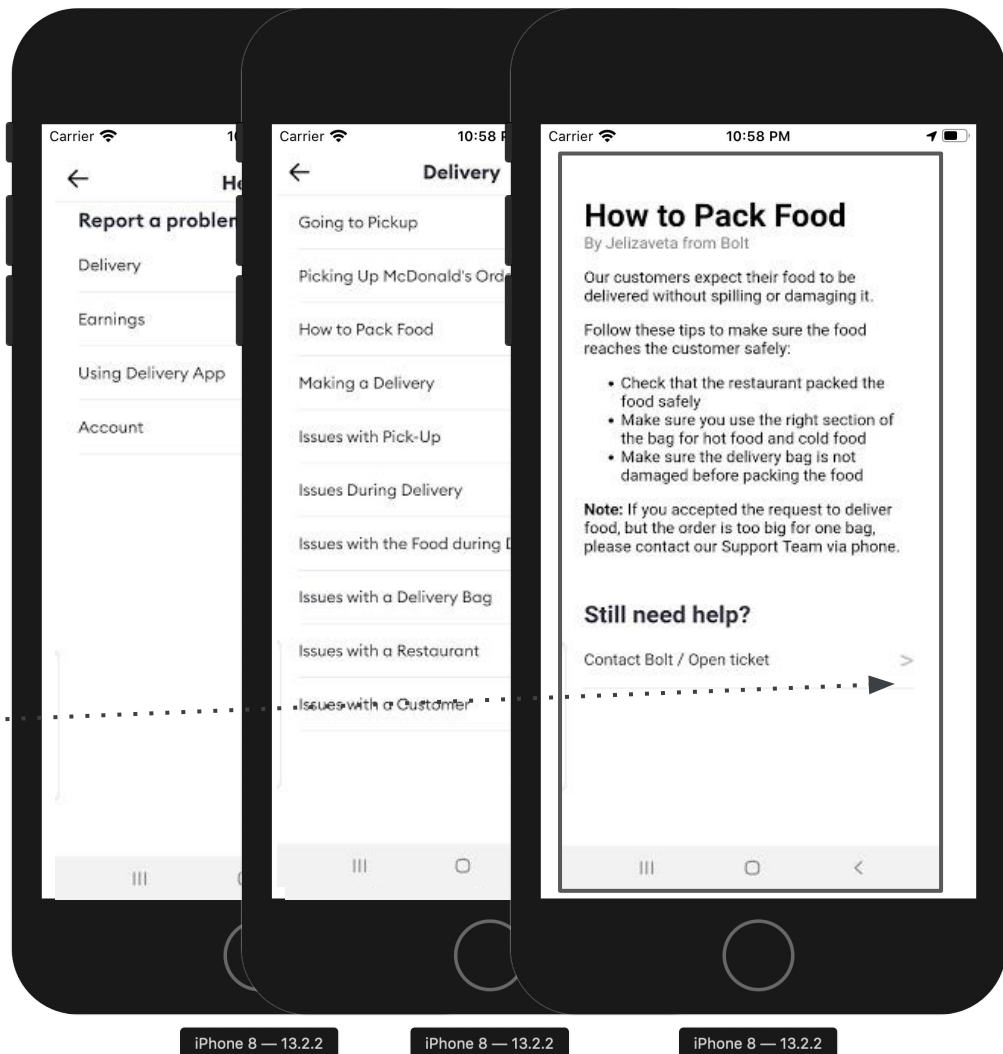 Carrier
Report a problem
Delivery
Earnings
Using Delivery App
Account
iPhone 8 — 13.2.2
Carrier
10:58
Delivery
Going to Pickup
Picking Up McDonald's
How to Pack Food
Making a Delivery
Issues with Pick-Up
Issues During Delivery
Issues with the Food during
Issues with a Delivery Bag
Issues with a Restaurant
Issues with a Customer
iPhone 8 — 13.2.2
Carrier
10:58 PM
How to Pack Food
By Jelizaveta from Bolt
Our customers expect their food to be
delivered without spilling or damaging it.
Follow these tips to make sure the food
reaches the customer safely:
• Check that the restaurant packed the
food safely
• Make sure you use the right section of
the bag for hot food and cold food
• Make sure the delivery bag is not
damaged before packing the food
Note: If you accepted the request to deliver
food, but the order is too big for one bag,
please contact our Support Team via phone.
Still need help?
Contact Bolt / Open ticket
iPhone 8 — 13.2.2